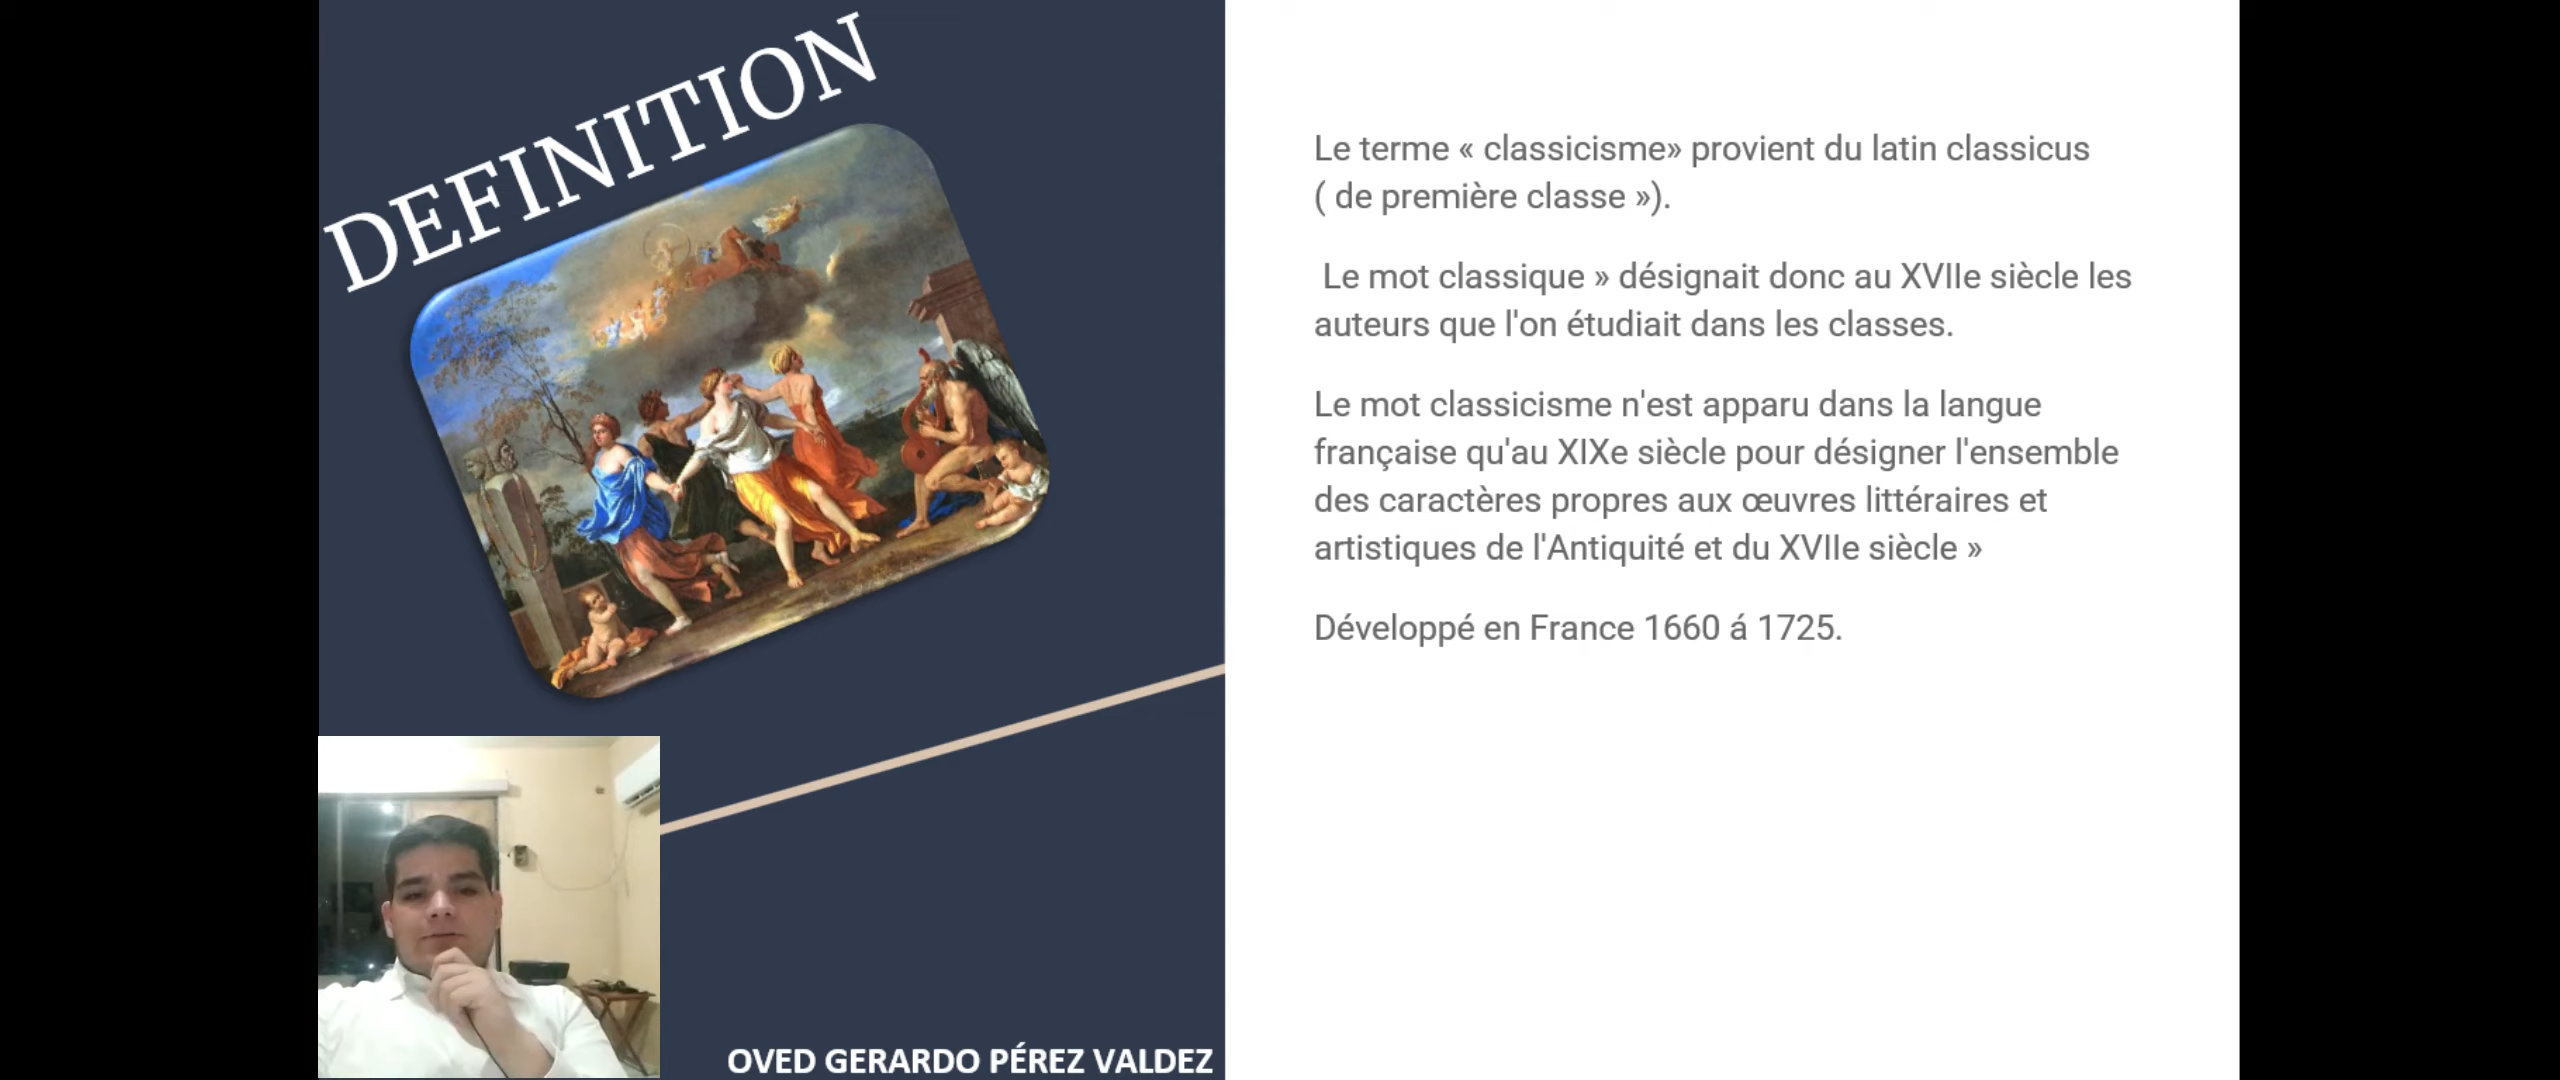 DEFINITION
Le terme « classicisme» provient du latin classicus
( de première classe »).
Le mot classique » désignait donc au XVIIe siècle les
auteurs que l'on étudiait dans les classes.
Le mot classicisme n'est apparu dans la langue
française qu'au XIXe siècle pour désigner l'ensemble
des caractères propres aux œuvres littéraires et
artistiques de l'Antiquité et du XVIIe siècle »
Développé en France 1660 á 1725.
OVED GERARDO PÉREZ VALDEZ